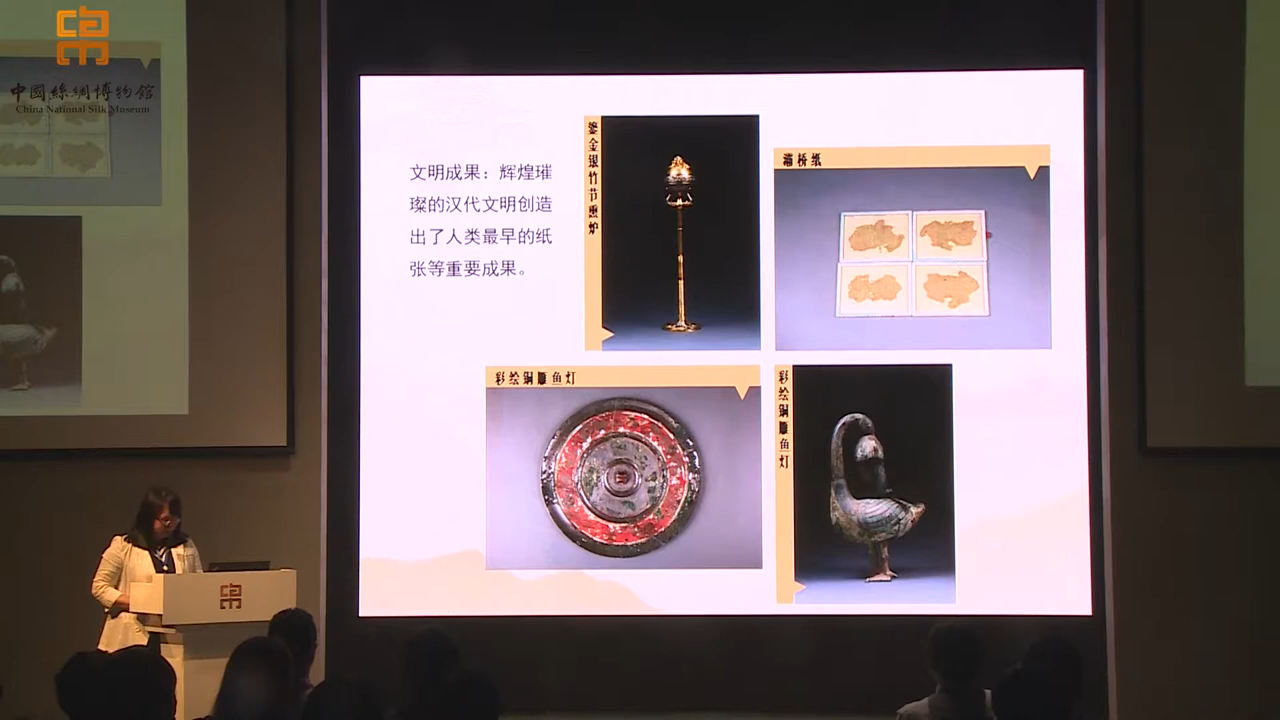 中國絲綢博物館
China National Silk Museum
文明成果：辉煌璀
璨的汉代文明创造
出了人类最早的纸
张等重要成果。
鎏金银竹节熏炉
灞桥纸
彩绘铜雁鱼灯
彩绘铜雁鱼灯